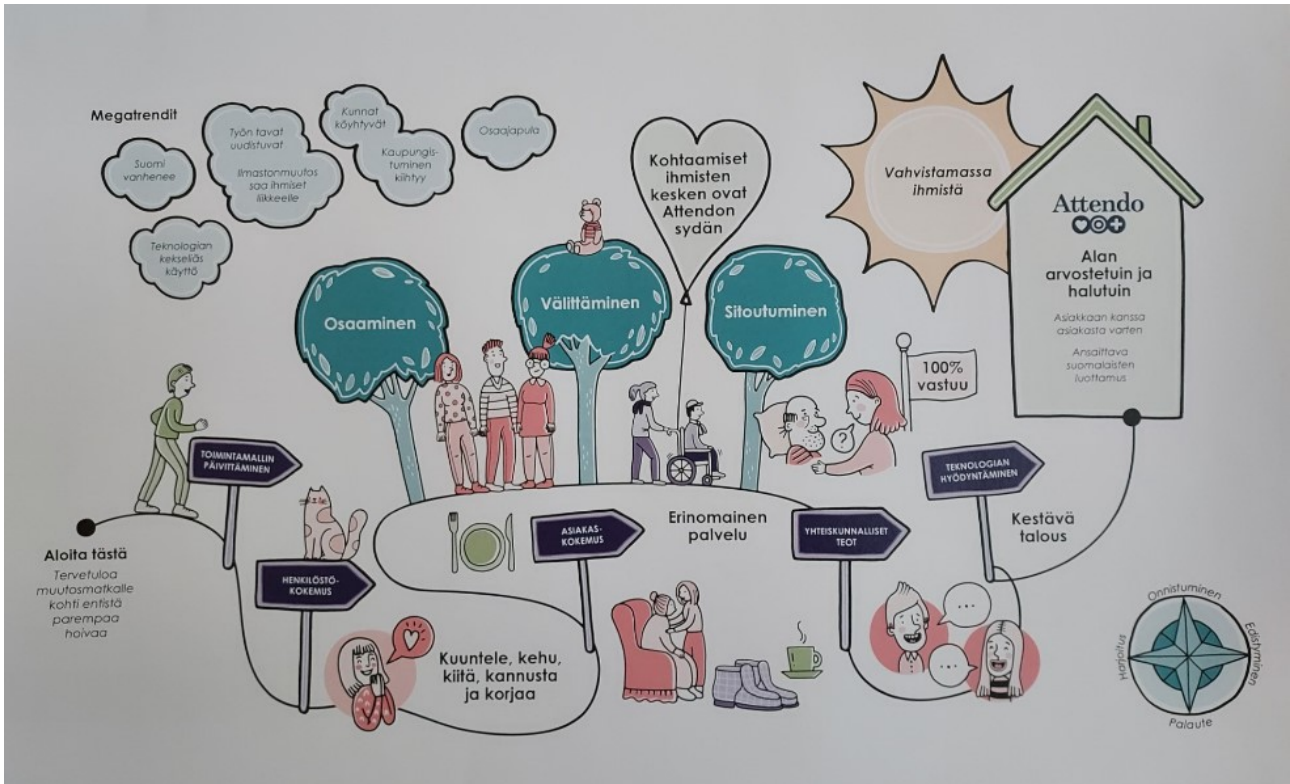 Megatrendit
Suomi
vanhenee
Työn tavat
uudistuvat
Ilmastonmuutos
saa ihmiset
liikkeelle
Kunnat
köyhtyvät
Kaupungis-
tuminen
kiihtyy
Osaajapula
Teknologian
kekseliäs
käyttö
Kohtaamiset
ihmisten
kesken ovat
Attendon
sydän
Vahvistamassa
ihmistä
Attendo
Alan
arvostetuin ja
halutuin
Asiakkaan kanssa
asiakasta varten
Ansaittava
suomalaisten
luottamus
Osaaminen
Välittäminen
Sitoutuminen
100%
vastuu
?
TOIMINTAMALLIN
PÄIVITTÄMINEN
Aloita tästä
Tervetuloa
muutosmatkalle
kohti entistä
parempaa
hoivaa
HENKILÖSTÖ-
KOKEMUS
Kuuntele, kehu,
kiitä, kannusta
ja korjaa
ASIAKAS-
KOKEMUS
Erinomainen
palvelu
YHTEISKUNNALLISET
TEOT
TEKNOLOGIAN
HYÖDYNTÄMINEN
Kestävä
talous
...
...
Onnistuminen
Edistyminen
Palaute
Harjoitus